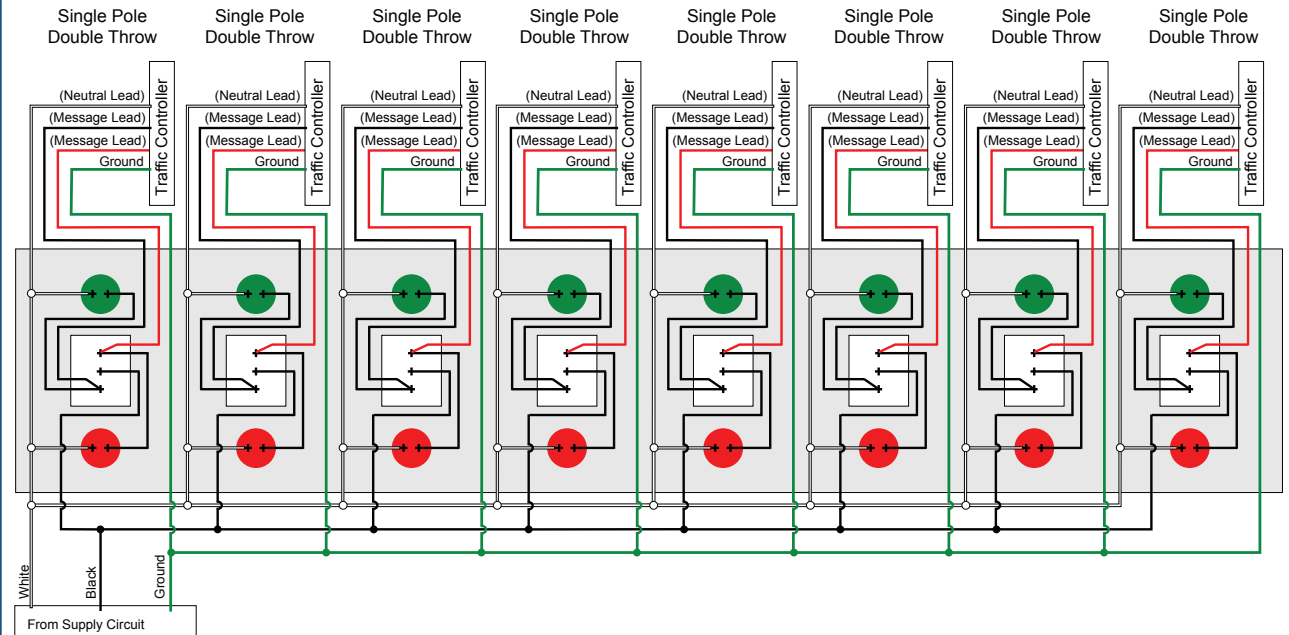 Single Pole
Double Throw
Single Pole
Double Throw
Single Pole
Double Throw
Single Pole
Double Throw
Single Pole
Double Throw
Single Pole
Double Throw
Single Pole
Double Throw
Single Pole
Double Throw
(Neutral Lead)
(Message Lead)
(Message Lead)
Ground
Traffic Controller
(Neutral Lead)
(Message Lead)
(Message Lead)
Ground
Traffic Controller
(Neutral Lead)
(Message Lead)
(Message Lead)
Ground
Traffic Controller
(Neutral Lead)
(Message Lead)
(Message Lead)
Ground
Traffic Controller
(Neutral Lead)
(Message Lead)
(Message Lead)
Ground
Traffic Controller
(Neutral Lead)
(Message Lead)
(Message Lead)
Ground
Traffic Controller
(Neutral Lead)
(Message Lead)
(Message Lead)
Ground
Traffic Controller
(Neutral Lead)
(Message Lead)
(Message Lead)
Ground
Traffic Controller
White
Black
Ground
From Supply Circuit